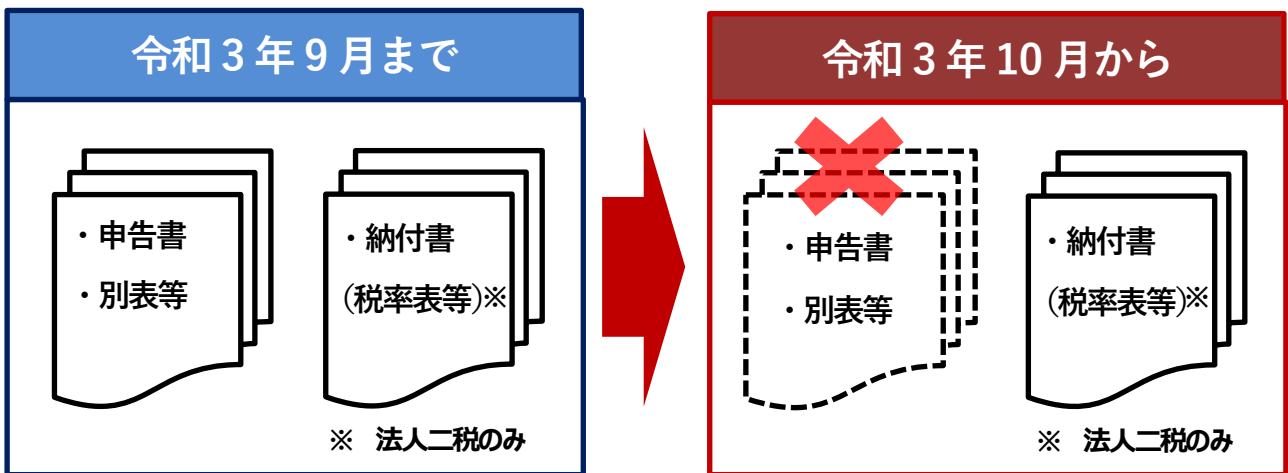 令和３年９月まで
・申告書
・別表等
・納付書
(税率表等)※
※　法人二税のみ
令和３年10月から
・申告書
・別表等
・納付書
(税率表等)※
※　法人二税のみ